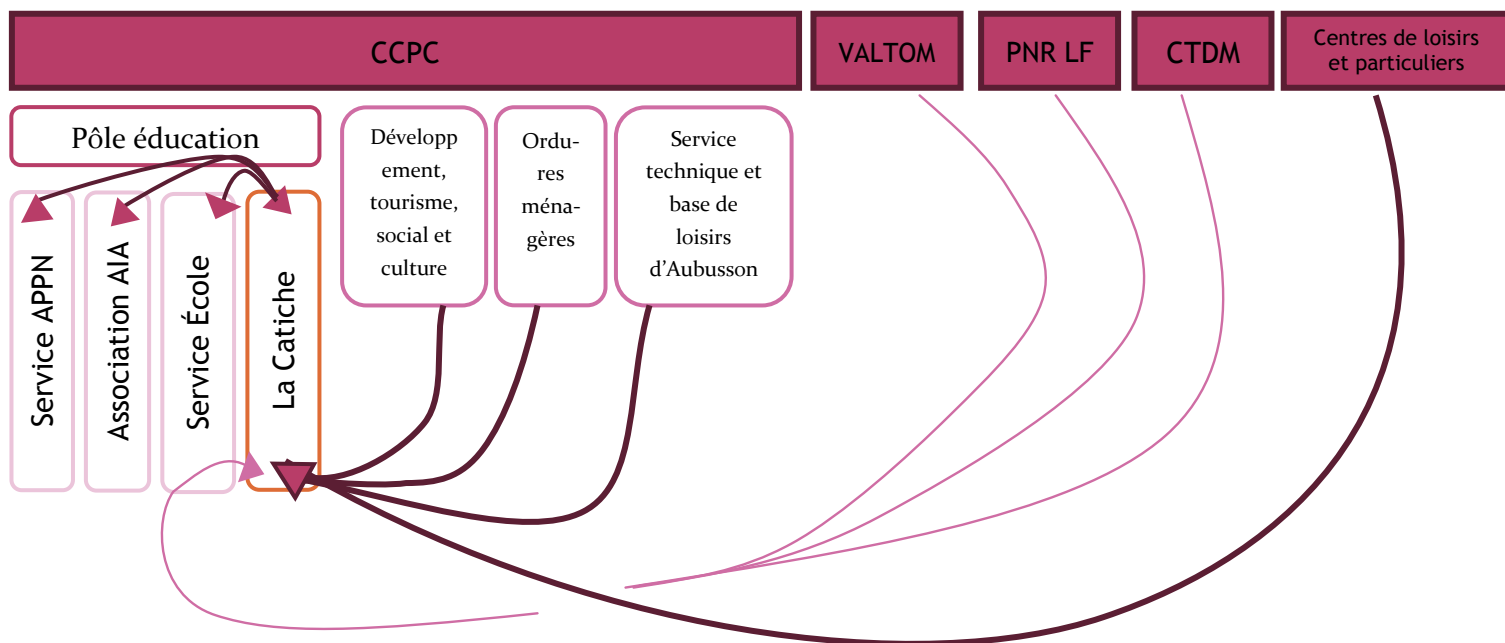 CCPC
VALTOM
PNR LF
CTDM
Centres de loisirs
et particuliers
Pôle éducation
Service APPN
Association AIA
Service École
La Catiche
Développ
ement,
tourisme,
social et
culture
Ordu-
res
ména-
gères
Service
technique et
base de
loisirs
d’Aubusson